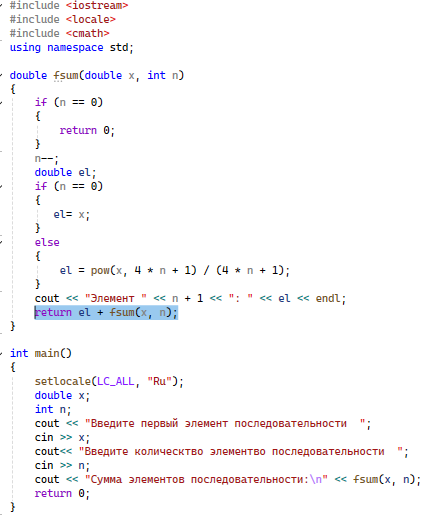 #include <iostream>
#include <locale>
#include <cmath>
using namespace std;
double fsum(double x, int n)
{
if (n == 0)
{
return 0;
}
n--;
double el;
if (n == 0)
{
el= x;
}
else
{
el = pow(x, 4 * n + 1) / (4 * n + 1);
}
cout << "Элемент " << n + 1 << ": " << el << endl;
return el + fsum(x, n);
}
int main()
{
setlocale(LC_ALL, "Ru");
double x;
int n;
cout << "Введите первый элемент последовательности  ";
cin >> x;
cout<< "Введите колическтво элементво последовательности  ";
cin >> n;
cout << "Сумма элементов последовательности:\n" << fsum(x, n);
return 0;
}